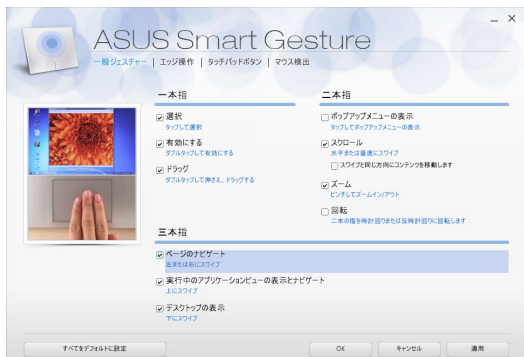 ASUS Smart Gesture
一般ジェスチャー | エッジ操作 | タッチパッドボタン | マウス検出
一本指
選択
タップして選択
有効にする
ダブルタップして有効にする
ドラッグ
ダブルタップして押さえ、ドラッグする
二本指
ポップアップメニューの表示
タップしてポップアップメニューの表示
スクロール
水平または垂直にスワイプ
スワイプと同じ方向にコンテンツを移動します
ズーム
ピンチしてズームイン/アウト
回転
二本の指を時計回りまたは反時計回りに回転します
三本指
ページのナビゲート
左または右にスワイプ
実行中のアプリケーションビューの表示とナビゲート
上にスワイプ
デスクトップの表示
下にスワイプ
すべてをデフォルトに設定
OK
キャンセル
適用